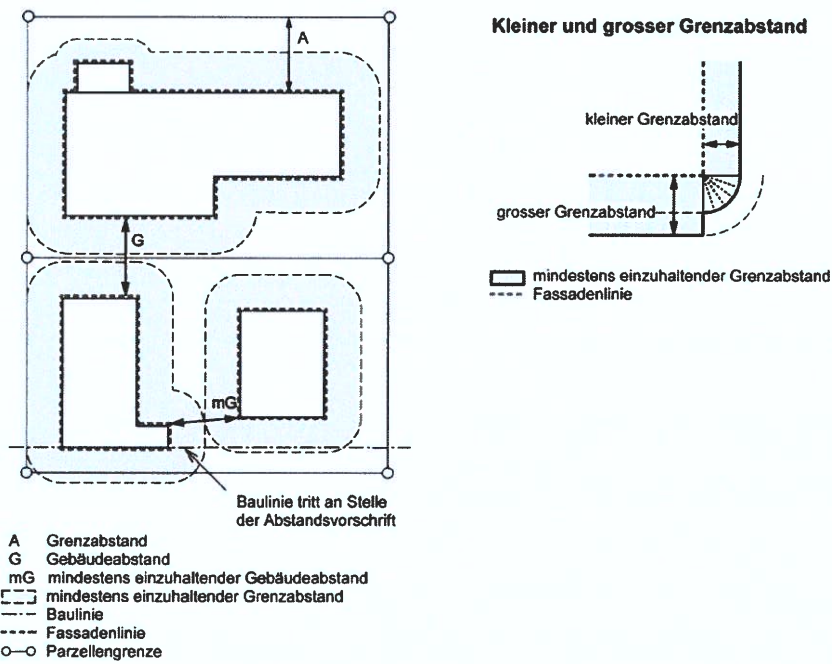 A
G
mG
Baulinie tritt an Stelle
der Abstandsvorschrift
A Grenzabstand
G Gebäudeabstand
mG mindestens einzuhaltender Gebäudeabstand
mindestens einzuhaltender Grenzabstand
Baulinie
Fassadenlinie
Parzellengrenze
Kleiner und grosser Grenzabstand
kleiner Grenzabstand
grosser Grenzabstand
mindestens einzuhaltender Grenzabstand
Fassadenlinie